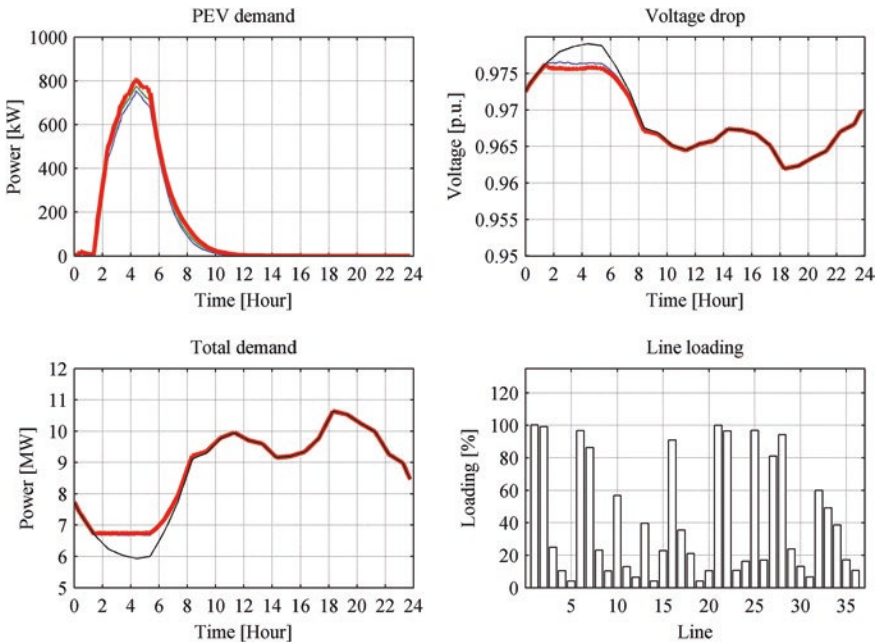 PEV demand
1000
800
600
400
200
0
Power [kW]
0 2 4 6 8 10 12 14 16 18 20 22 24
Time [Hour]
Voltage drop
0.975
0.97
0.965
0.96
0.955
0.95
Voltage [p.u.]
0 2 4 6 8 10 12 14 16 18 20 22 24
Time [Hour]
Total demand
12
11
10
9
8
7
6
5
Power [MW]
0 2 4 6 8 10 12 14 16 18 20 22 24
Time [Hour]
Line loading
120
100
80
60
40
20
0
Loading [%]
5 10 15 20 25 30 35
Line